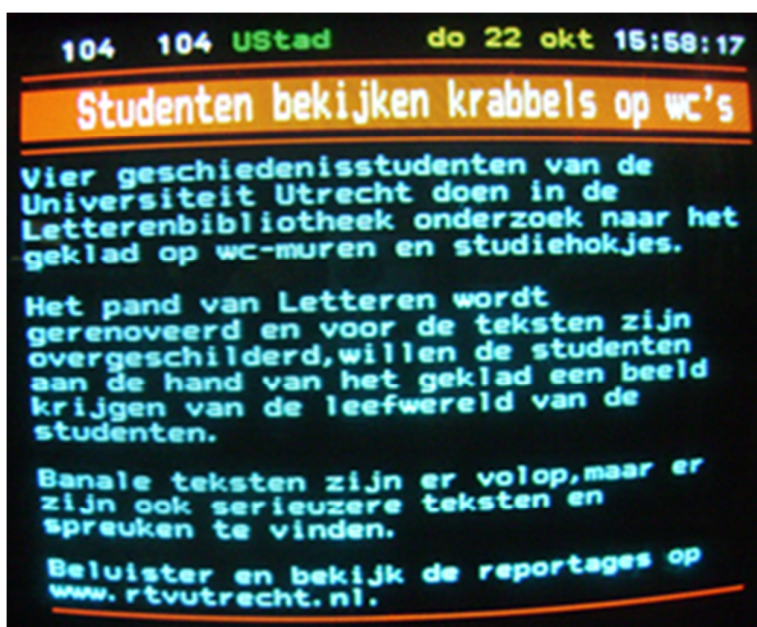 104 104 UStad do 22 okt 15:58:17
Studenten bekijken krabbels op wc's
Vier geschiedenisstudenten van de
Universiteit Utrecht doen in de
Letterenbibliotheek onderzoek naar het
geklad op wc-muren en studiehokjes.
Het pand van Letteren wordt
gerenoveerd en voor de teksten zijn
overgeschilderd,willen de studenten
aan de hand van het geklad een beeld
krijgen van de leefwereld van de
studenten.
Banale teksten zijn er volop,maar er
zijn ook serieuzere teksten en
spreuken te vinden.
Beluister en bekijk de reportages op
www.rtvutrecht.nl.